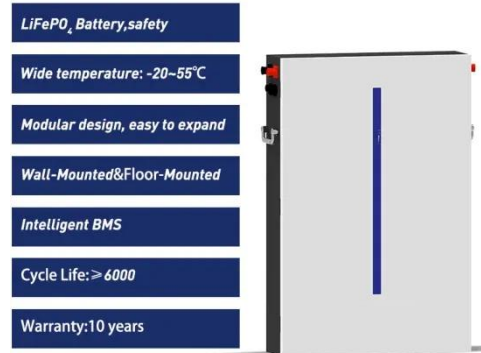 LiFePO₄ Battery,safety
Wide temperature: -20~55℃
Modular design, easy to expand
Wall-Mounted&Floor-Mounted
Intelligent BMS
Cycle Life:≥6000
Warranty:10 years